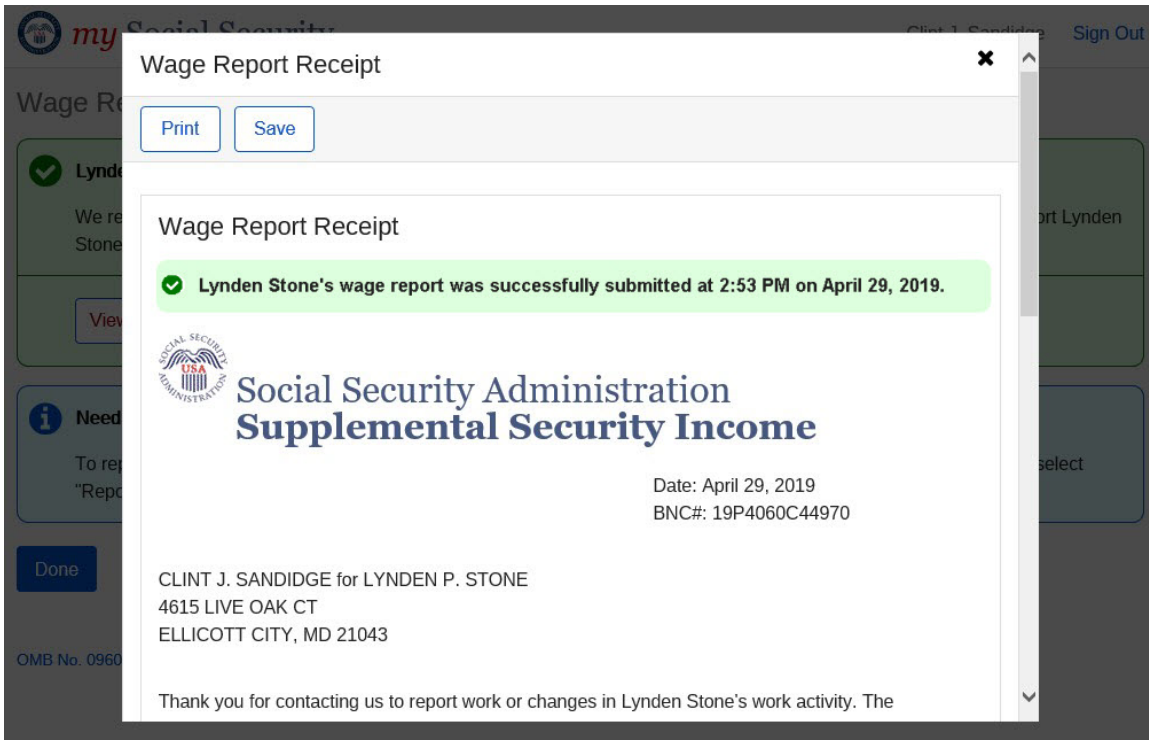 my Social Security
Clint J. Sandidge
Sign Out
Wage Re
Wage Report Receipt
Print
Save
Lynde
We re
ort Lynden
Stone
View
Need
To rep
select
"Repo
Done
OMB No. 0960
Wage Report Receipt
Lynden Stone's wage report was successfully submitted at 2:53 PM on April 29, 2019.
SOCIAL SECURITY ADMINISTRATION
USA
Social Security Administration
Supplemental Security Income
Date: April 29, 2019
BNC#: 19P4060C44970
CLINT J. SANDIDGE for LYNDEN P. STONE
4615 LIVE OAK CT
ELLICOTT CITY, MD 21043
Thank you for contacting us to report work or changes in Lynden Stone's work activity. The